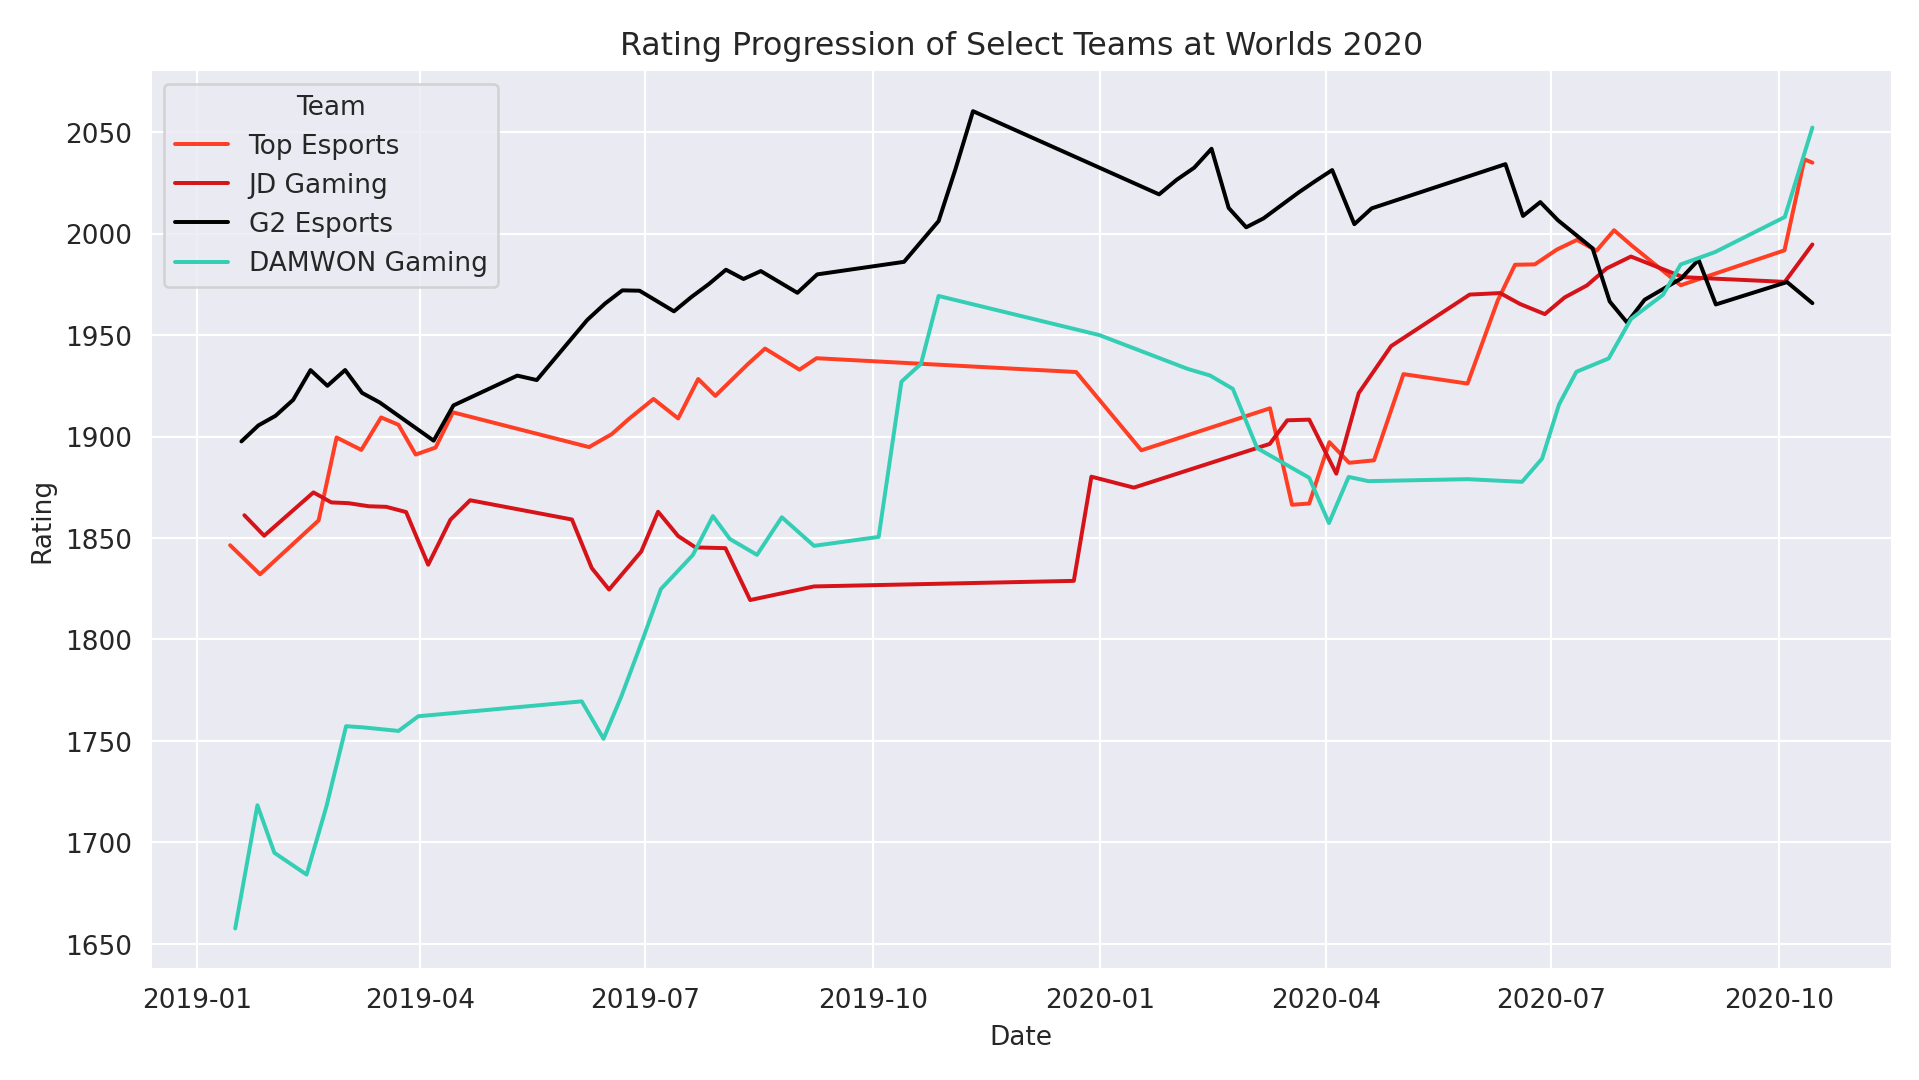 Rating Progression of Select Teams at Worlds 2020
Team
Top Esports
JD Gaming
G2 Esports
DAMWON Gaming
2050
2000
1950
1900
1850
1800
1750
1700
1650
Rating
2019-01
2019-04
2019-07
2019-10
2020-01
2020-04
2020-07
2020-10
Date